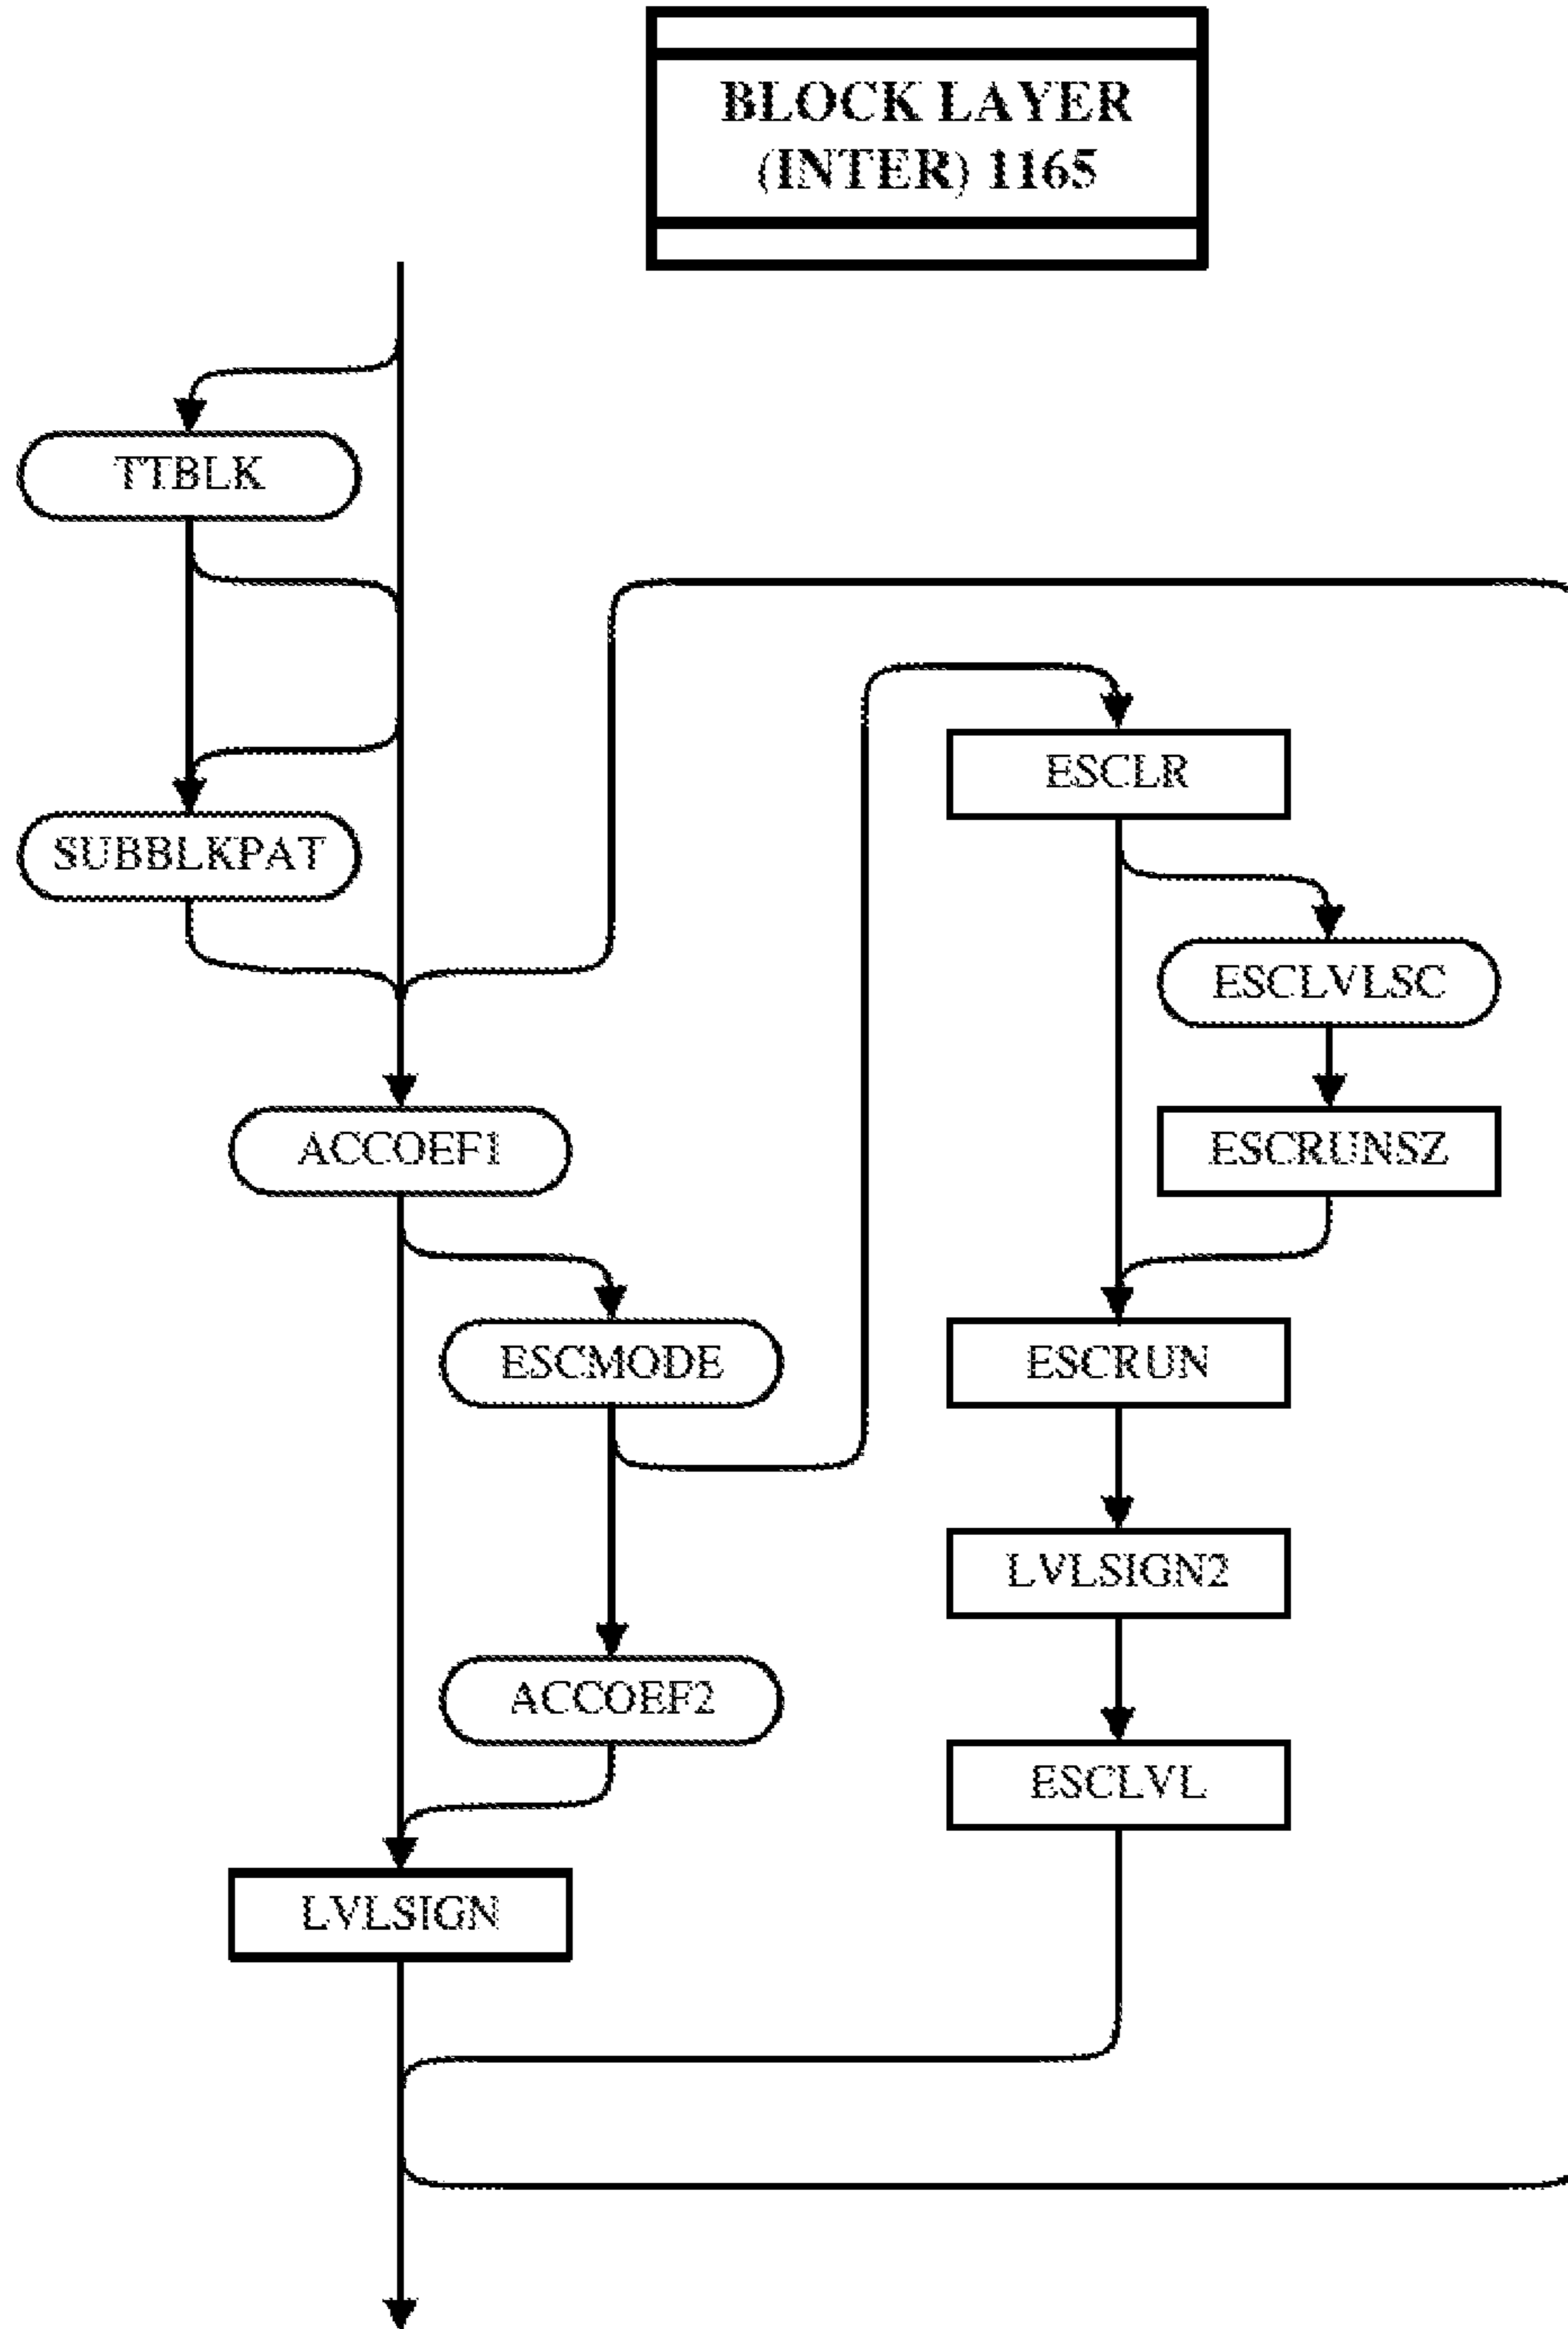 BLOCK LAYER
(INTER) 1165
TTBLK
SUBBLKPAT
ACCOEF1
ESCMODE
ACCOEF2
LVLSIGN
ESCLR
ESCLVLSC
ESCRUNSZ
ESCRUN
LVLSIGN2
ESCLVL